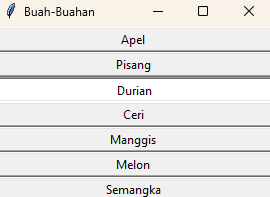 Buah-Buahan
Apel
Pisang
Durian
Ceri
Manggis
Melon
Semangka